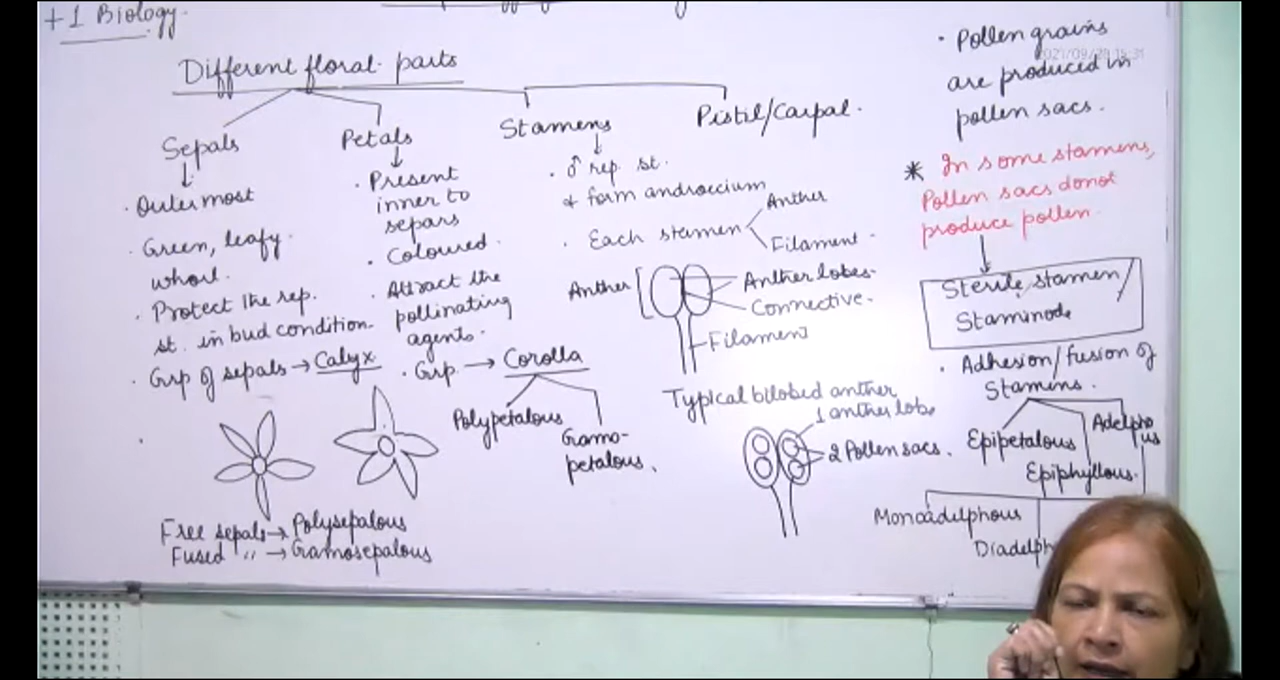 +1 Biology.
Different floral parts
Sepals
Outermost
Green, leafy
whorl.
Protect the rep.
st. in bud condition.
Grp of sepals → Calyx
Free sepals → Polysepalous
Fused " → Gamosepalous
Petals
Present
inner to
separs
Coloured.
Attract the
pollinating
agents.
Grp. → Corolla
Polypetalous
Gamo-
petalous.
Stamens
♂ rep. st.
& form androecium
Each stamen
Anther
Filament
Anther
Anther lobes
Connective.
Filament
Typical bilobed anther
1 anther lobe
2 Pollen sacs.
Pistil/Carpal.
Pollen grains
2021/09/
are produced in
pollen sacs.
* In some stamens,
Pollen sacs donot
produce pollen.
Sterile stamen/
Staminode
Adhesion/fusion of
Stamens.
Epipetalous
Adelpho
us
Epiphyllous.
Monoadelphous
Diadelph